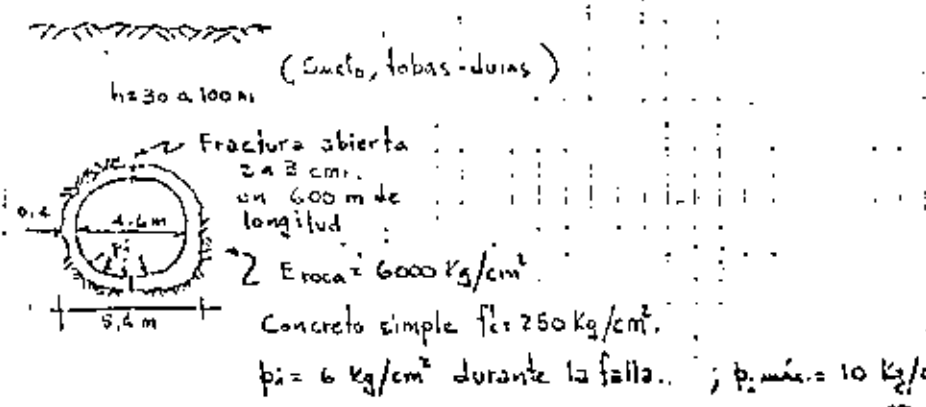 (Suelo, tobas-duras)
h=30 a 100 m
Fractura abierta
2 a 3 cm.
en 600 m de
longitud
0.4
4.6 m
pi
E roca = 6000 Kg/cm²
5.4 m
Concreto simple f'c: 250 Kg/cm².
pi = 6 Kg/cm² durante la falla. ; pi máx. = 10 Kg/c